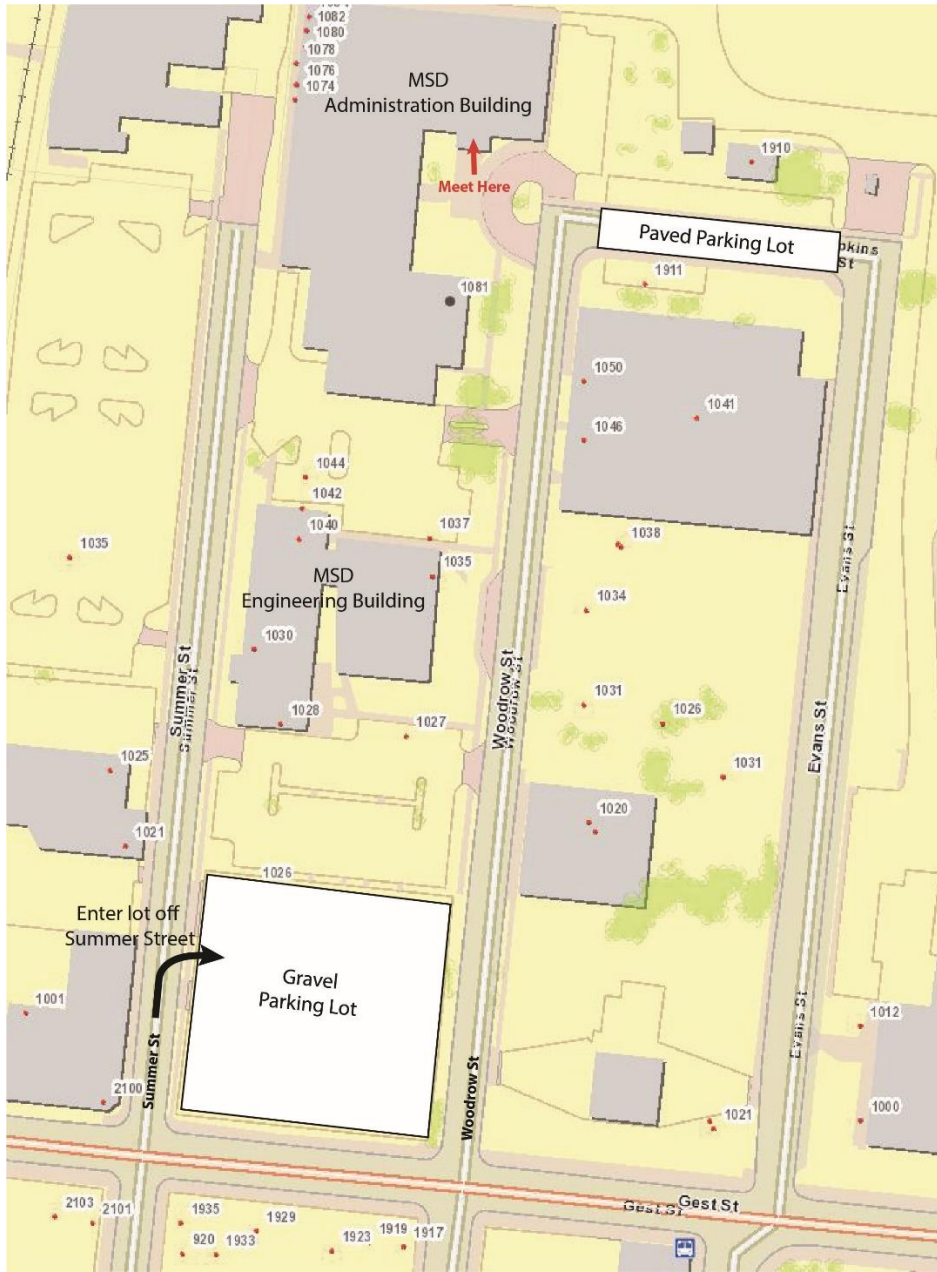 1082
1080
1078
1076
1074
MSD
Administration Building
Meet Here
1910
Paved Parking Lot
pkins
St
1911
1081
1050
1041
1046
1044
1042
1040
1037
1038
1035
1035
MSD
Engineering Building
1034
1030
Evans St
Summer St
Summer St
Woodrow St
Woodrow St
1031
1026
1028
1027
Evans St
1025
1031
1021
1020
1026
Enter lot off
Summer Street
Gravel
Parking Lot
1001
1012
Evans St
Summer St
Woodrow St
2100
1021
1000
Gest St
Gest St
2103
2101
1935
1929
1919
1917
920
1933
1923